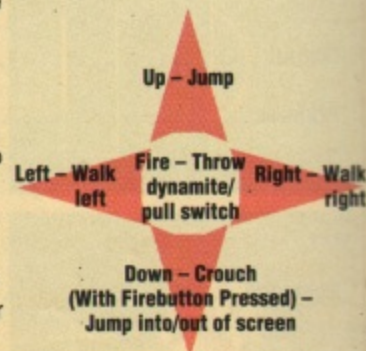 Up – Jump
Left – Walk
left
Fire – Throw
dynamite/
pull switch
Right – Walk
right
Down – Crouch
(With Firebutton Pressed) –
Jump into/out of screen